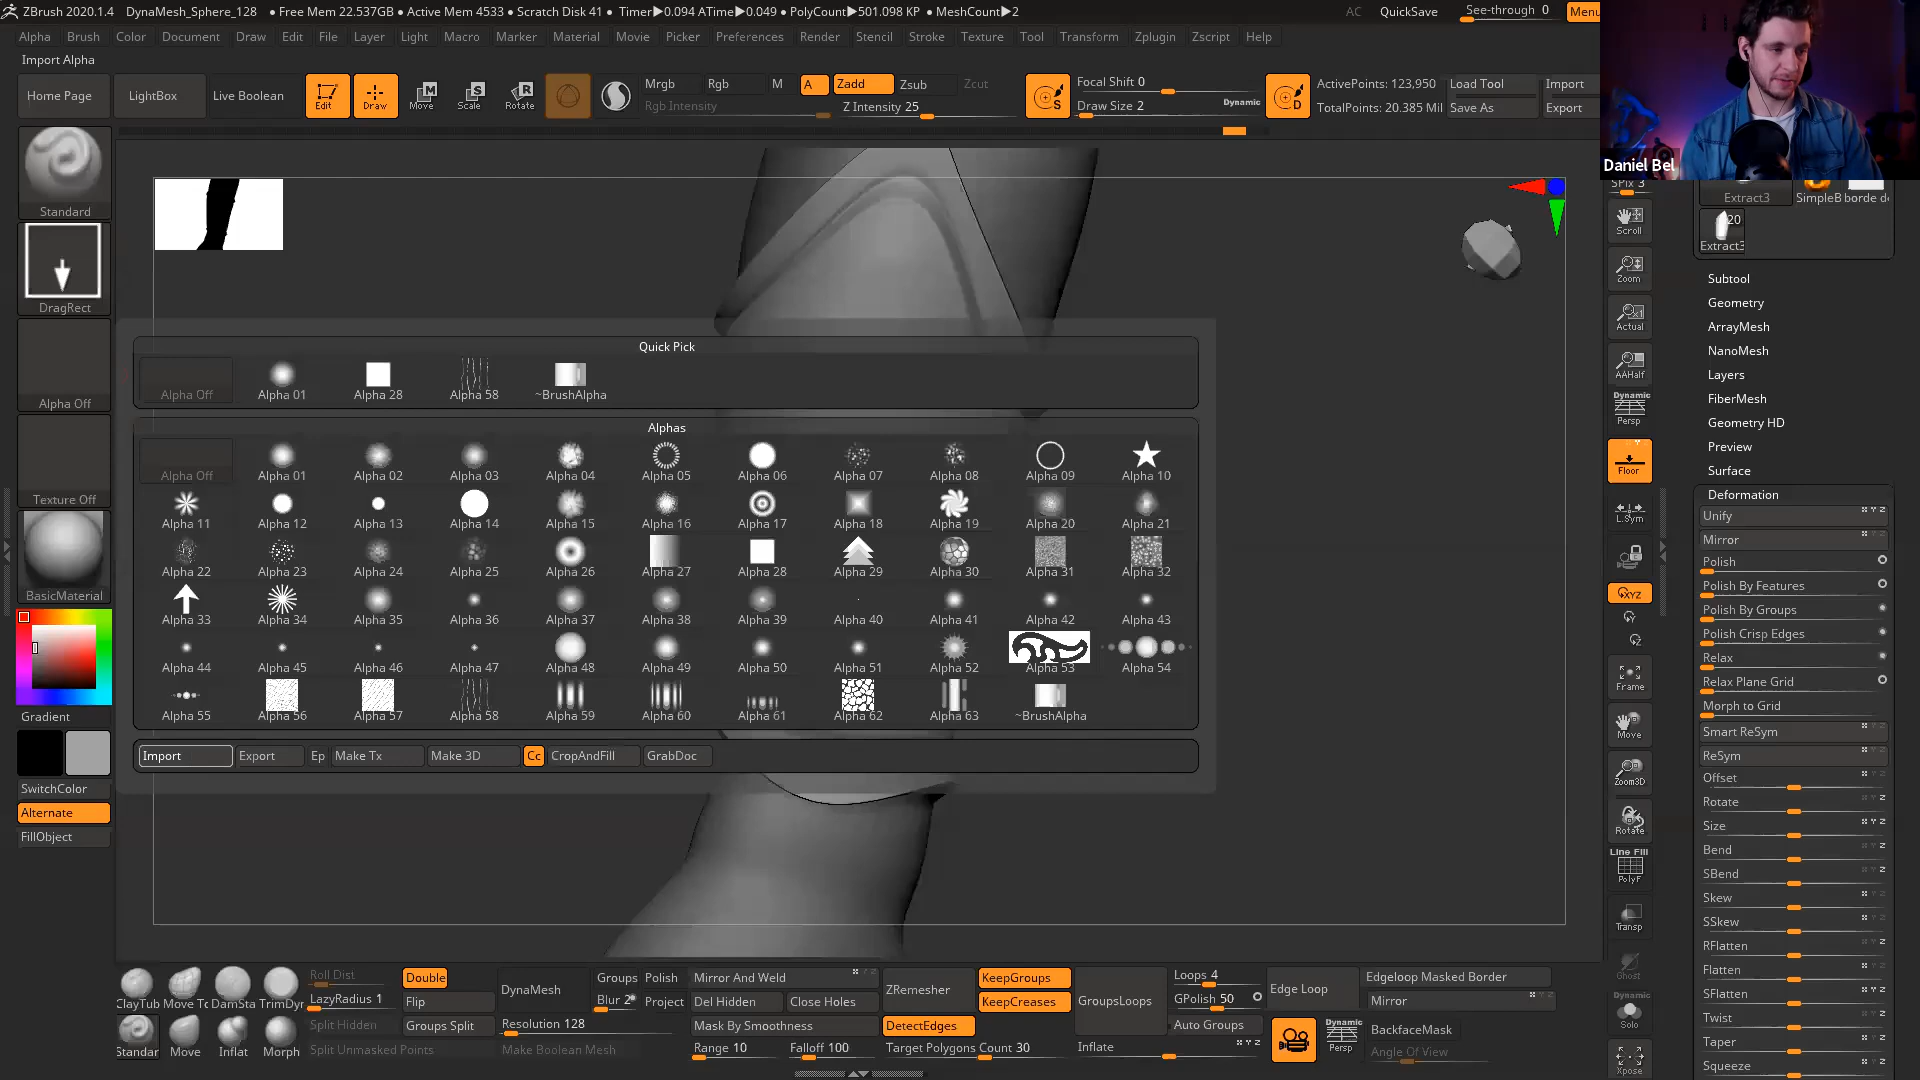 ZBrush 2020.1.4 DynaMesh_Sphere_128 • Free Mem 22.537GB • Active Mem 4533 • Scratch Disk 41 • Timer▶0.094 ATime▶0.049 • PolyCount▶501.098 KP • MeshCount▶2 AC QuickSave See-through 0 Menu
Alpha Brush Color Document Draw Edit File Layer Light Macro Marker Material Movie Picker Preferences Render Stencil Stroke Texture Tool Transform Zplugin Zscript Help
Import Alpha
Home Page LightBox Live Boolean Edit Draw Move Scale Rotate
Mrgb Rgb M A Zadd Zsub Zcut
Rgb Intensity Z Intensity 25
Focal Shift 0
Draw Size 2 Dynamic
ActivePoints: 123,950
TotalPoints: 20.385 Mil
Load Tool Import
Save As Export
Daniel Bel
Standard
DragRect
Alpha Off
Texture Off
BasicMaterial
Gradient
SwitchColor
Alternate
FillObject
Quick Pick
Alpha Off Alpha 01 Alpha 28 Alpha 58 ~BrushAlpha
Alphas
Alpha Off Alpha 01 Alpha 02 Alpha 03 Alpha 04 Alpha 05 Alpha 06 Alpha 07 Alpha 08 Alpha 09 Alpha 10
Alpha 11 Alpha 12 Alpha 13 Alpha 14 Alpha 15 Alpha 16 Alpha 17 Alpha 18 Alpha 19 Alpha 20 Alpha 21
Alpha 22 Alpha 23 Alpha 24 Alpha 25 Alpha 26 Alpha 27 Alpha 28 Alpha 29 Alpha 30 Alpha 31 Alpha 32
Alpha 33 Alpha 34 Alpha 35 Alpha 36 Alpha 37 Alpha 38 Alpha 39 Alpha 40 Alpha 41 Alpha 42 Alpha 43
Alpha 44 Alpha 45 Alpha 46 Alpha 47 Alpha 48 Alpha 49 Alpha 50 Alpha 51 Alpha 52 Alpha 53 Alpha 54
Alpha 55 Alpha 56 Alpha 57 Alpha 58 Alpha 59 Alpha 60 Alpha 61 Alpha 62 Alpha 63 ~BrushAlpha
Import Export Ep Make Tx Make 3D Cc CropAndFill GrabDoc
SPix 3
Scroll
Zoom
Actual
AAHalf
Dynamic
Persp
Floor
L.Sym
XYZ
Frame
Move
Zoom3D
Rotate
Line Fill
PolyF
Transp
Ghost
Dynamic
Solo
Xpose
Extract3 SimpleB borde de
20
Extract3
Subtool
Geometry
ArrayMesh
NanoMesh
Layers
FiberMesh
Geometry HD
Preview
Surface
Deformation
Unify
Mirror
Polish
Polish By Features
Polish By Groups
Polish Crisp Edges
Relax
Relax Plane Grid
Morph to Grid
Smart ReSym
ReSym
Offset
Rotate
Size
Bend
SBend
Skew
SSkew
RFlatten
Flatten
SFlatten
Twist
Taper
Squeeze
ClayTub Move To DamSta TrimDyn
Standar Move Inflat Morph
Roll Dist
LazyRadius 1
Split Hidden
Split Unmasked Points
Double
Flip
Groups Split
DynaMesh
Resolution 128
Make Boolean Mesh
Groups Polish
Blur 2 Project
Mirror And Weld
Del Hidden Close Holes
Mask By Smoothness
Range 10 Falloff 100
ZRemesher
DetectEdges
Target Polygons Count 30
KeepGroups
KeepCreases
GroupsLoops
Inflate
Loops 4
GPolish 50
Auto Groups
Edge Loop
Edgeloop Masked Border
Mirror
Dynamic
Persp
BackfaceMask
Angle Of View